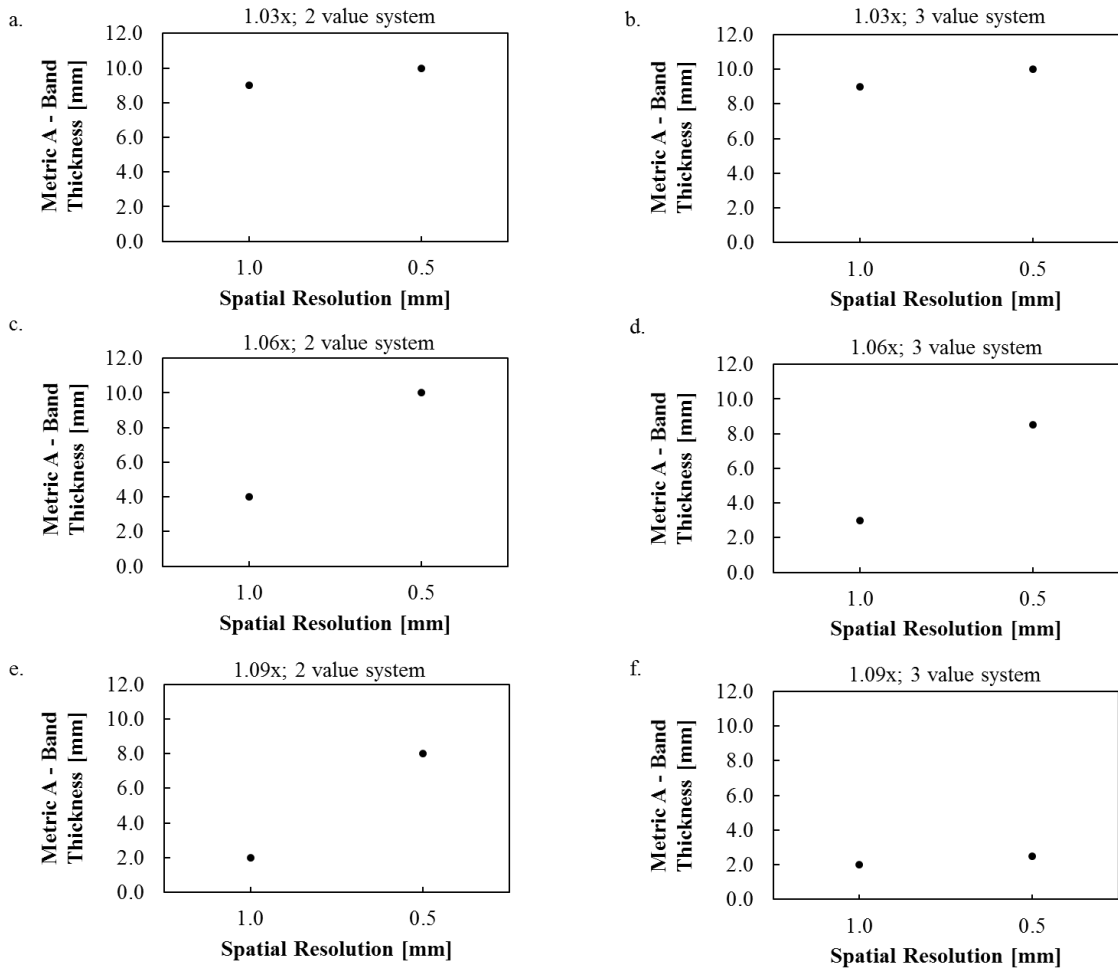 a.
1.03x; 2 value system
Metric A - Band
Thickness [mm]
12.0
10.0
8.0
6.0
4.0
2.0
0.0
1.0 0.5
Spatial Resolution [mm]
b.
1.03x; 3 value system
Metric A - Band
Thickness [mm]
12.0
10.0
8.0
6.0
4.0
2.0
0.0
1.0 0.5
Spatial Resolution [mm]
c.
1.06x; 2 value system
Metric A - Band
Thickness [mm]
12.0
10.0
8.0
6.0
4.0
2.0
0.0
1.0 0.5
Spatial Resolution [mm]
d.
1.06x; 3 value system
Metric A - Band
Thickness [mm]
12.0
10.0
8.0
6.0
4.0
2.0
0.0
1.0 0.5
Spatial Resolution [mm]
e.
1.09x; 2 value system
Metric A - Band
Thickness [mm]
12.0
10.0
8.0
6.0
4.0
2.0
0.0
1.0 0.5
Spatial Resolution [mm]
f.
1.09x; 3 value system
Metric A - Band
Thickness [mm]
12.0
10.0
8.0
6.0
4.0
2.0
0.0
1.0 0.5
Spatial Resolution [mm]